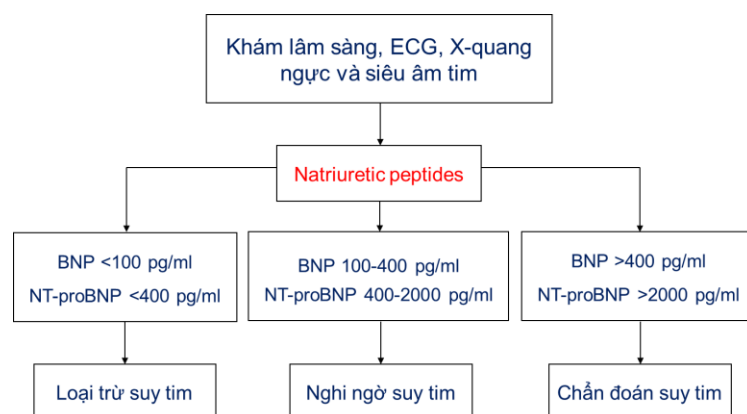 Khám lâm sàng, ECG, X-quang
ngực và siêu âm tim
Natriuretic peptides
BNP <100 pg/ml
NT-proBNP <400 pg/ml
BNP 100-400 pg/ml
NT-proBNP 400-2000 pg/ml
BNP >400 pg/ml
NT-proBNP >2000 pg/ml
Loại trừ suy tim
Nghi ngờ suy tim
Chẩn đoán suy tim